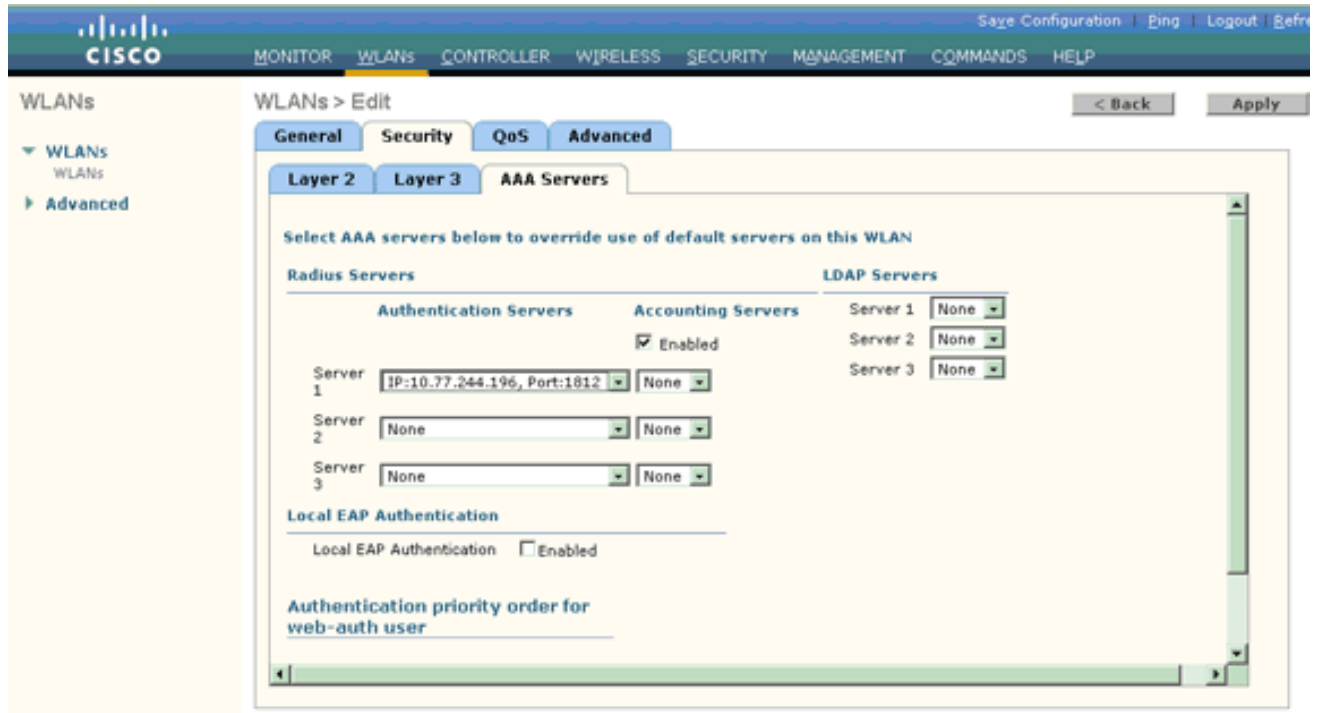 Save Configuration | Ping | Logout | Refre
CISCO
MONITOR WLANs CONTROLLER WIRELESS SECURITY MANAGEMENT COMMANDS HELP
WLANs
WLANs > Edit
< Back
Apply
General Security QoS Advanced
WLANs
WLANs
Advanced
Layer 2 Layer 3 AAA Servers
Select AAA servers below to override use of default servers on this WLAN
Radius Servers
LDAP Servers
Authentication Servers Accounting Servers
Server 1 None
Enabled
Server 2 None
Server 3 None
Server
1
IP:10.77.244.196, Port:1812 None
Server
2
None None
Server
3
None None
Local EAP Authentication
Local EAP Authentication Enabled
Authentication priority order for
web-auth user